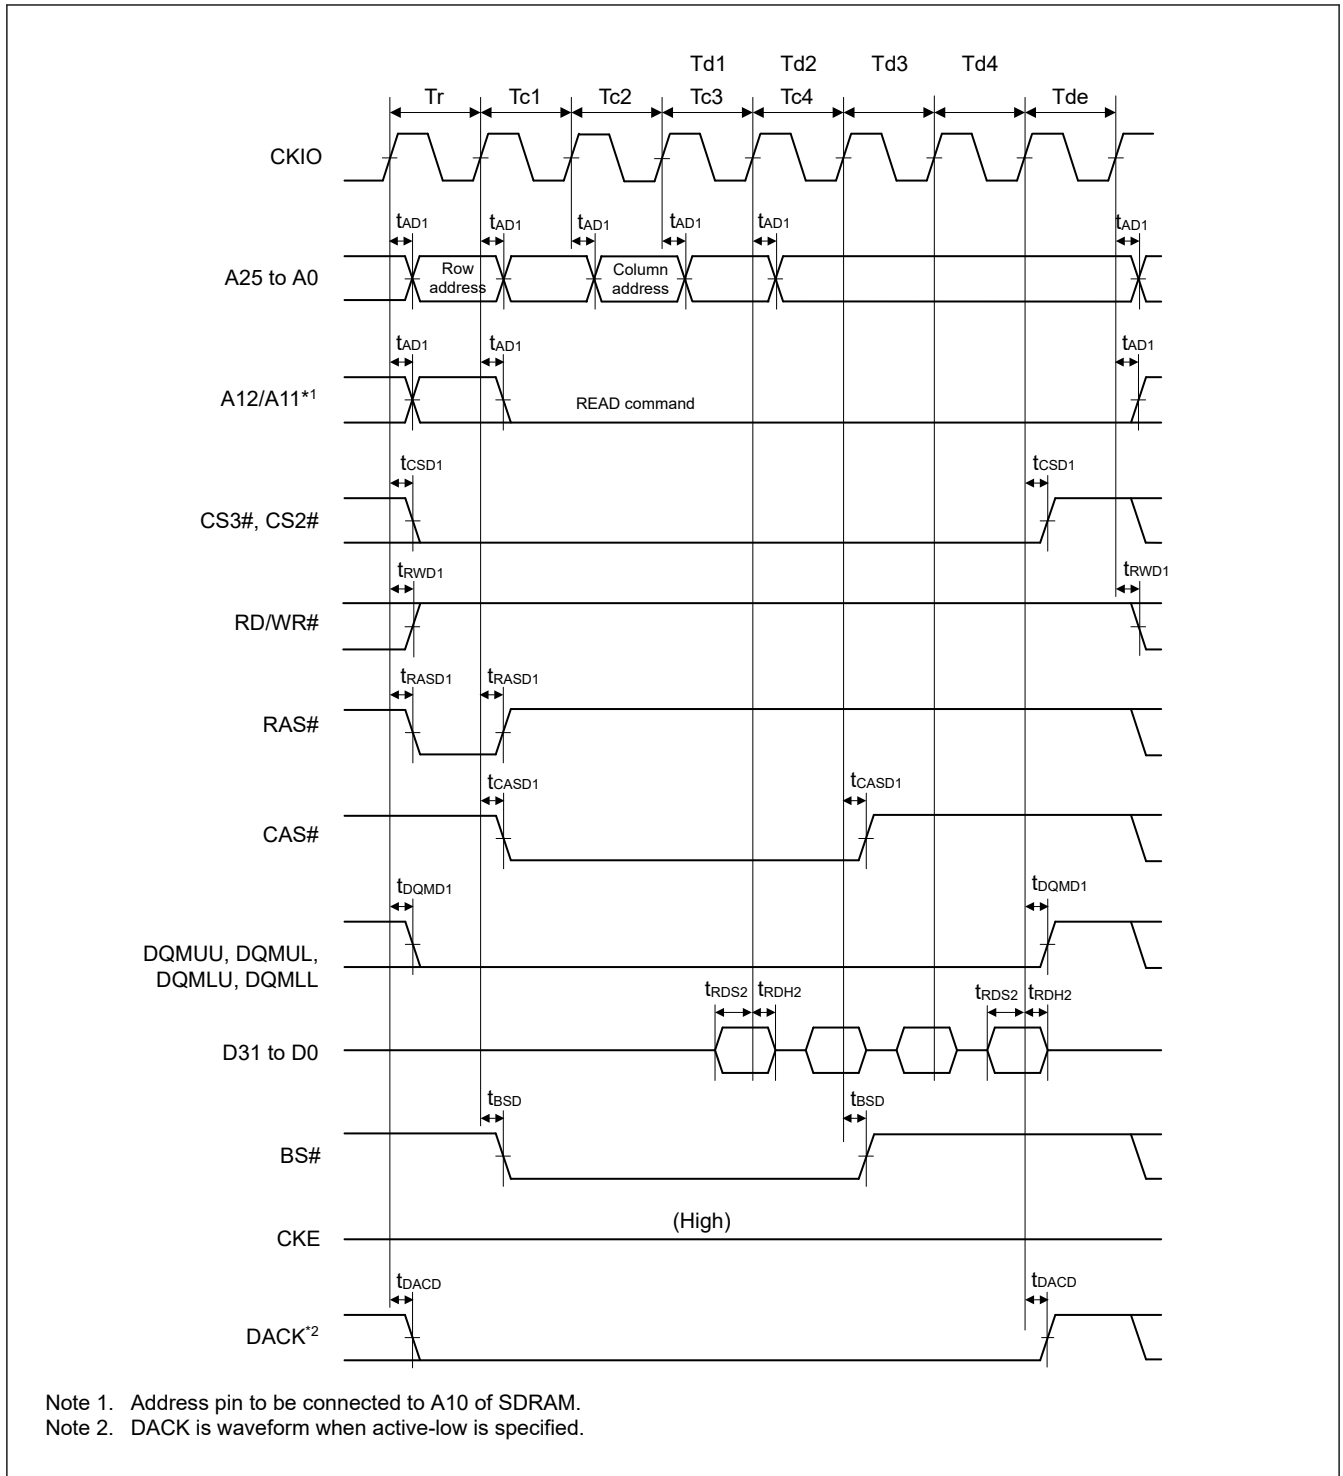 Td1 Td2 Td3 Td4
Tr Tc1 Tc2 Tc3 Tc4 Tde
CKIO
tAD1 tAD1 tAD1 tAD1 tAD1 tAD1
A25 to A0
Row
address
Column
address
tAD1 tAD1 tAD1
A12/A11*1
READ command
tCSD1 tCSD1
CS3#, CS2#
tRWD1 tRWD1
RD/WR#
tRASD1 tRASD1
RAS#
tCASD1 tCASD1
CAS#
tDQMD1 tDQMD1
DQMUU, DQMUL,
DQMLU, DQMLL
tRDS2 tRDH2 tRDS2 tRDH2
D31 to D0
tBSD tBSD
BS#
(High)
CKE
tDACD tDACD
DACK*2
Note 1. Address pin to be connected to A10 of SDRAM.
Note 2. DACK is waveform when active-low is specified.